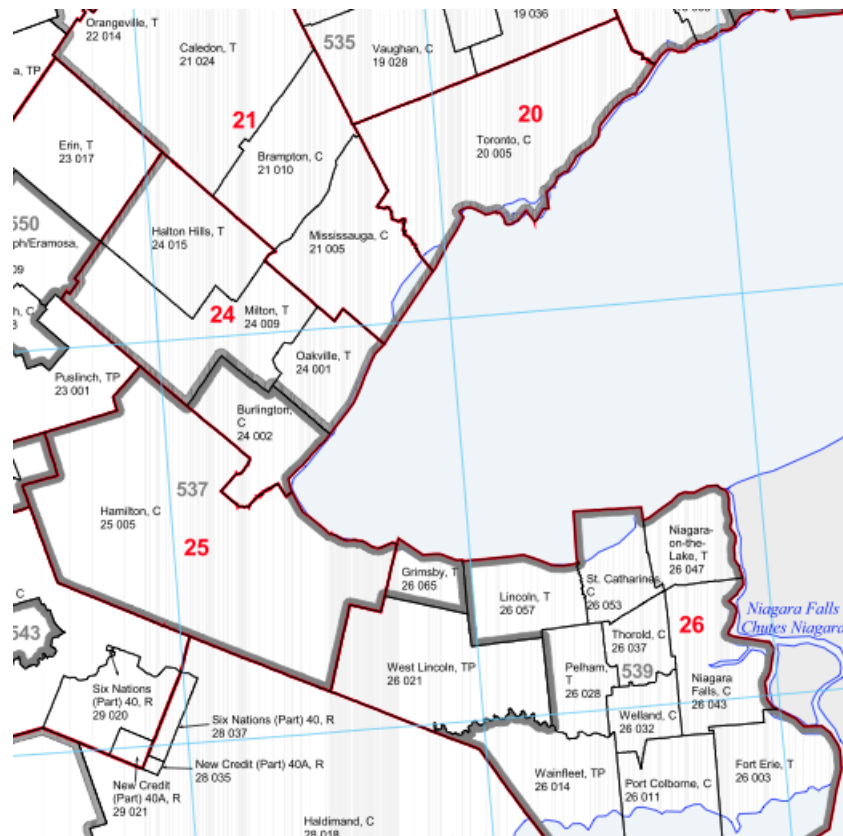 Orangeville, T
22 014
Caledon, T
21 024
535
Vaughan, C
19 028
19 036
a, TP
21
20
Toronto, C
20 005
Erin, T
23 017
Brampton, C
21 010
550
ph/Eramosa,
09
Halton Hills, T
24 015
Mississauga, C
21 005
24
Milton, T
24 009
h, C
Oakville, T
24 001
Puslinch, TP
23 001
Burlington,
C
24 002
537
Hamilton, C
25 005
25
Niagara-
on-the-
Lake, T
26 047
Grimsby, T
26 065
Lincoln, T
26 057
St. Catharines,
C
26 053
C
543
Niagara Falls
Chutes Niagara
Thorold, C
26 037
26
West Lincoln, TP
26 021
Pelham,
T
26 028
539
Niagara
Falls, C
26 043
Six Nations
(Part) 40, R
29 020
Six Nations (Part) 40, R
28 037
Welland, C
26 032
New Credit (Part) 40A, R
28 035
New Credit
(Part) 40A, R
29 021
Wainfleet, TP
26 014
Port Colborne, C
26 011
Fort Erie, T
26 003
Haldimand, C
28 018